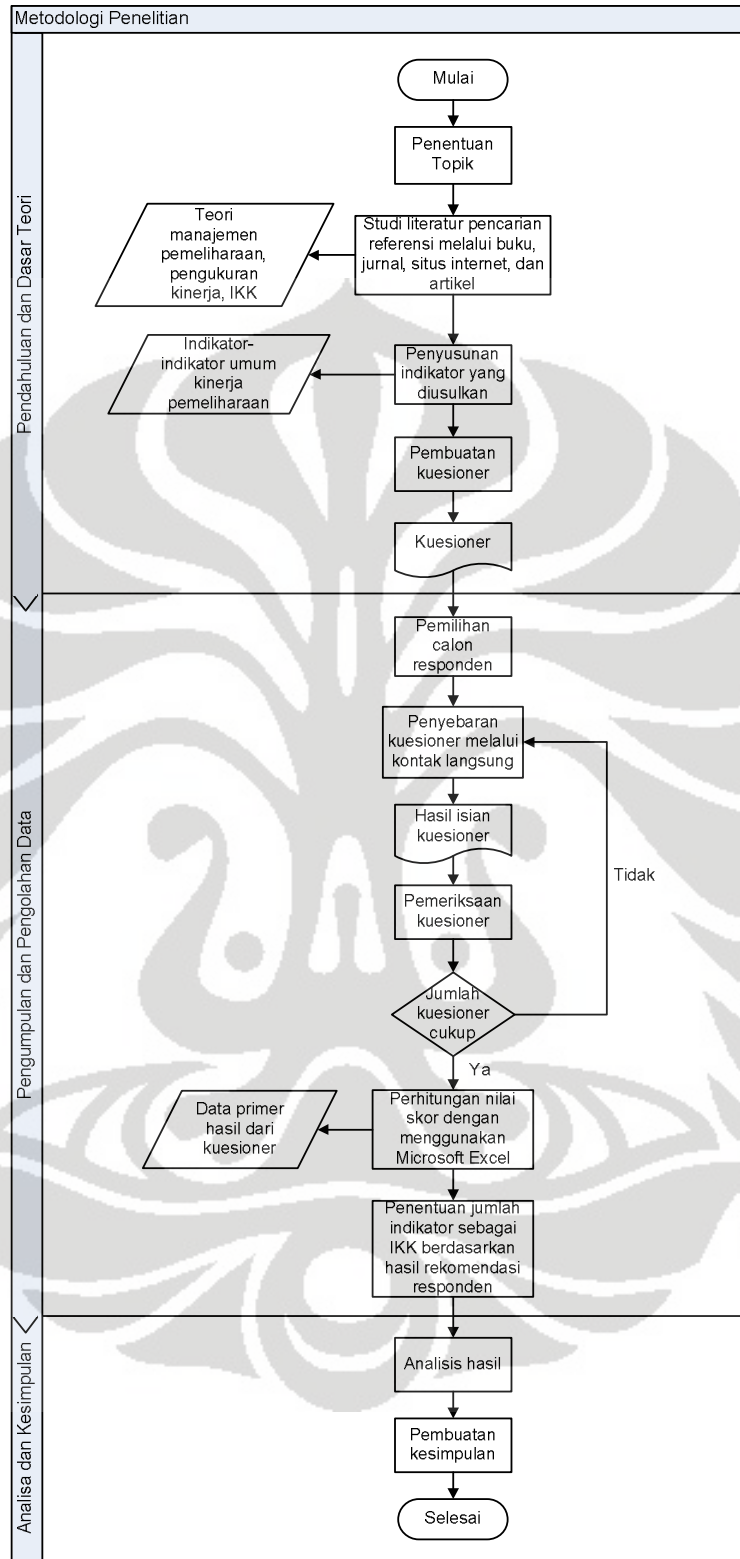 Metodologi Penelitian
Pendahuluan dan Dasar Teori
Mulai
Penentuan
Topik
Studi literatur pencarian
referensi melalui buku,
jurnal, situs internet, dan
artikel
Teori
manajemen
pemeliharaan,
pengukuran
kinerja, IKK
Penyusunan
indikator yang
diusulkan
Indikator-
indikator umum
kinerja
pemeliharaan
Pembuatan
kuesioner
Kuesioner
Pengumpulan dan Pengolahan Data
Pemilihan
calon
responden
Penyebaran
kuesioner melalui
kontak langsung
Hasil isian
kuesioner
Pemeriksaan
kuesioner
Tidak
Jumlah
kuesioner
cukup
Ya
Perhitungan nilai
skor dengan
menggunakan
Microsoft Excel
Data primer
hasil dari
kuesioner
Penentuan jumlah
indikator sebagai
IKK berdasarkan
hasil rekomendasi
responden
Analisa dan Kesimpulan
Analisis hasil
Pembuatan
kesimpulan
Selesai